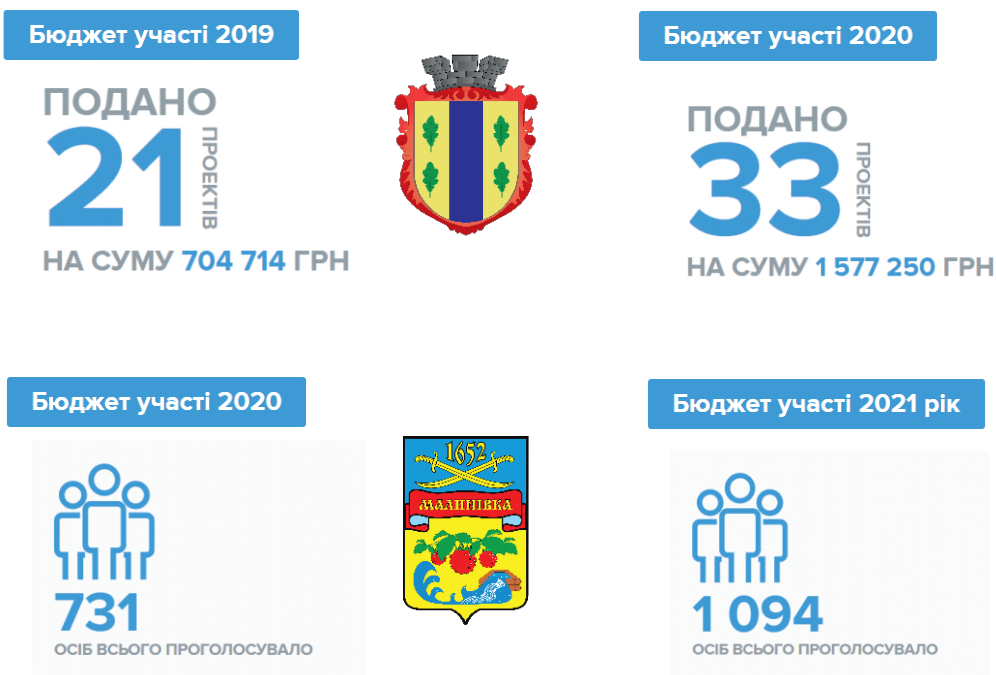 Бюджет участі 2019
ПОДАНО
21
ПРОЕКТІВ
НА СУМУ 704 714 ГРН
Бюджет участі 2020
ПОДАНО
33
ПРОЕКТІВ
НА СУМУ 1 577 250 ГРН
Бюджет участі 2020
731
ОСІБ ВСЬОГО ПРОГОЛОСУВАЛО
1652
МАЛИНІВКА
Бюджет участі 2021 рік
1 094
ОСІБ ВСЬОГО ПРОГОЛОСУВАЛО